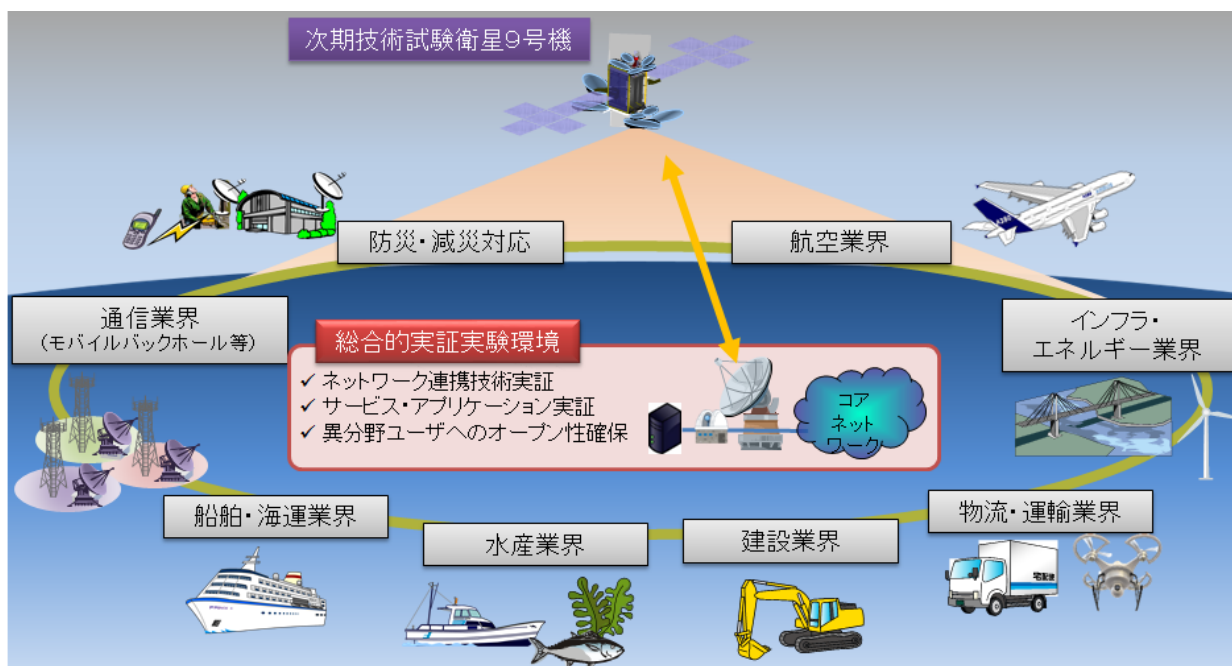 次期技術試験衛星9号機
防災・減災対応
航空業界
A380
通信業界
(モバイルバックホール等)
インフラ・
エネルギー業界
総合的実証実験環境
✓ ネットワーク連携技術実証
✓ サービス・アプリケーション実証
✓ 異分野ユーザへのオープン性確保
コア
ネット
ワーク
船舶・海運業界
水産業界
建設業界
物流・運輸業界
宅配便